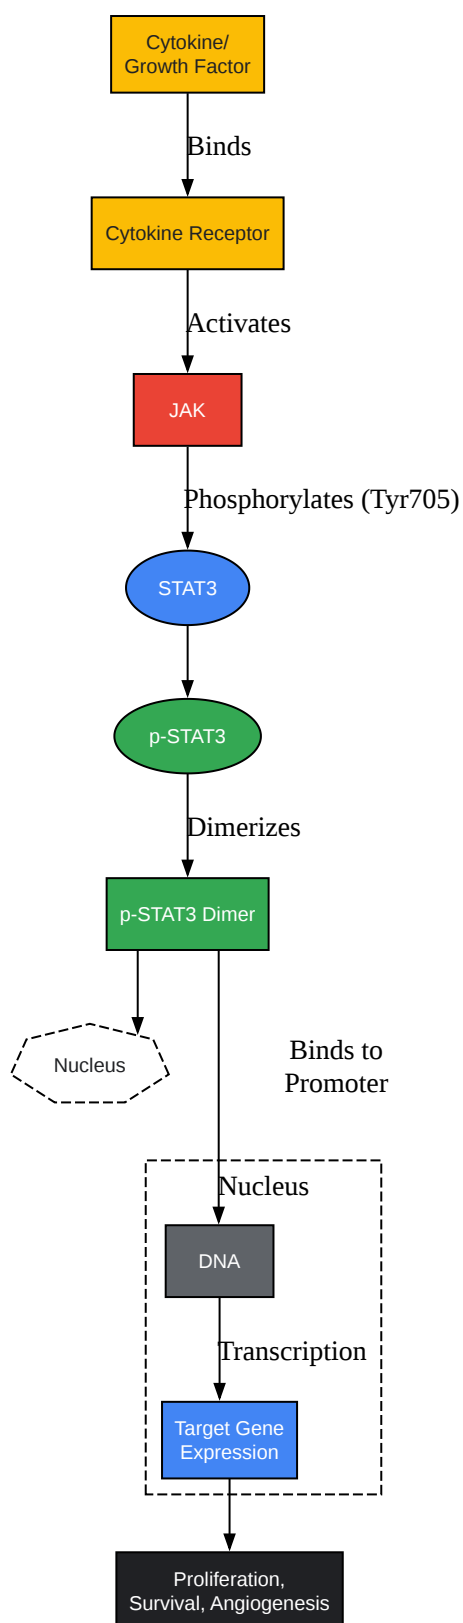 Cytokine/
Growth Factor
Binds
Cytokine Receptor
Activates
JAK
Phosphorylates (Tyr705)
STAT3
p-STAT3
Dimerizes
p-STAT3 Dimer
Nucleus
Binds to
Promoter
Nucleus
DNA
Transcription
Target Gene
Expression
Proliferation,
Survival, Angiogenesis